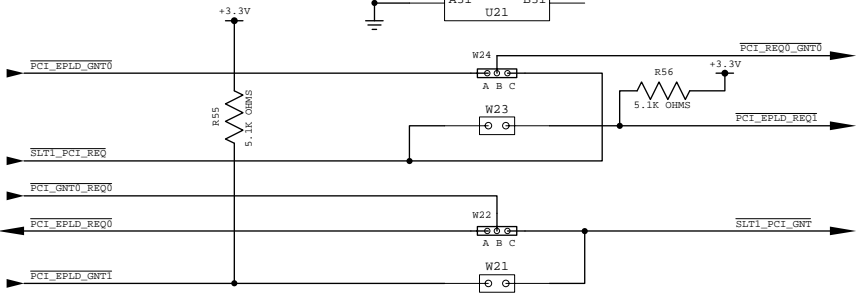 +3.3V
A31
B31
U21
PCI_EPLD_GNT0
W24
PCI_REQ0_GNT0
A B C
R56
+3.3V
5.1K OHMS
R55
5.1K OHMS
W23
PCI_EPLD_REQ1
SLT1_PCI_REQ
PCI_GNT0_REQ0
W22
PCI_EPLD_REQ0
SLT1_PCI_GNT
A B C
W21
PCI_EPLD_GNT1